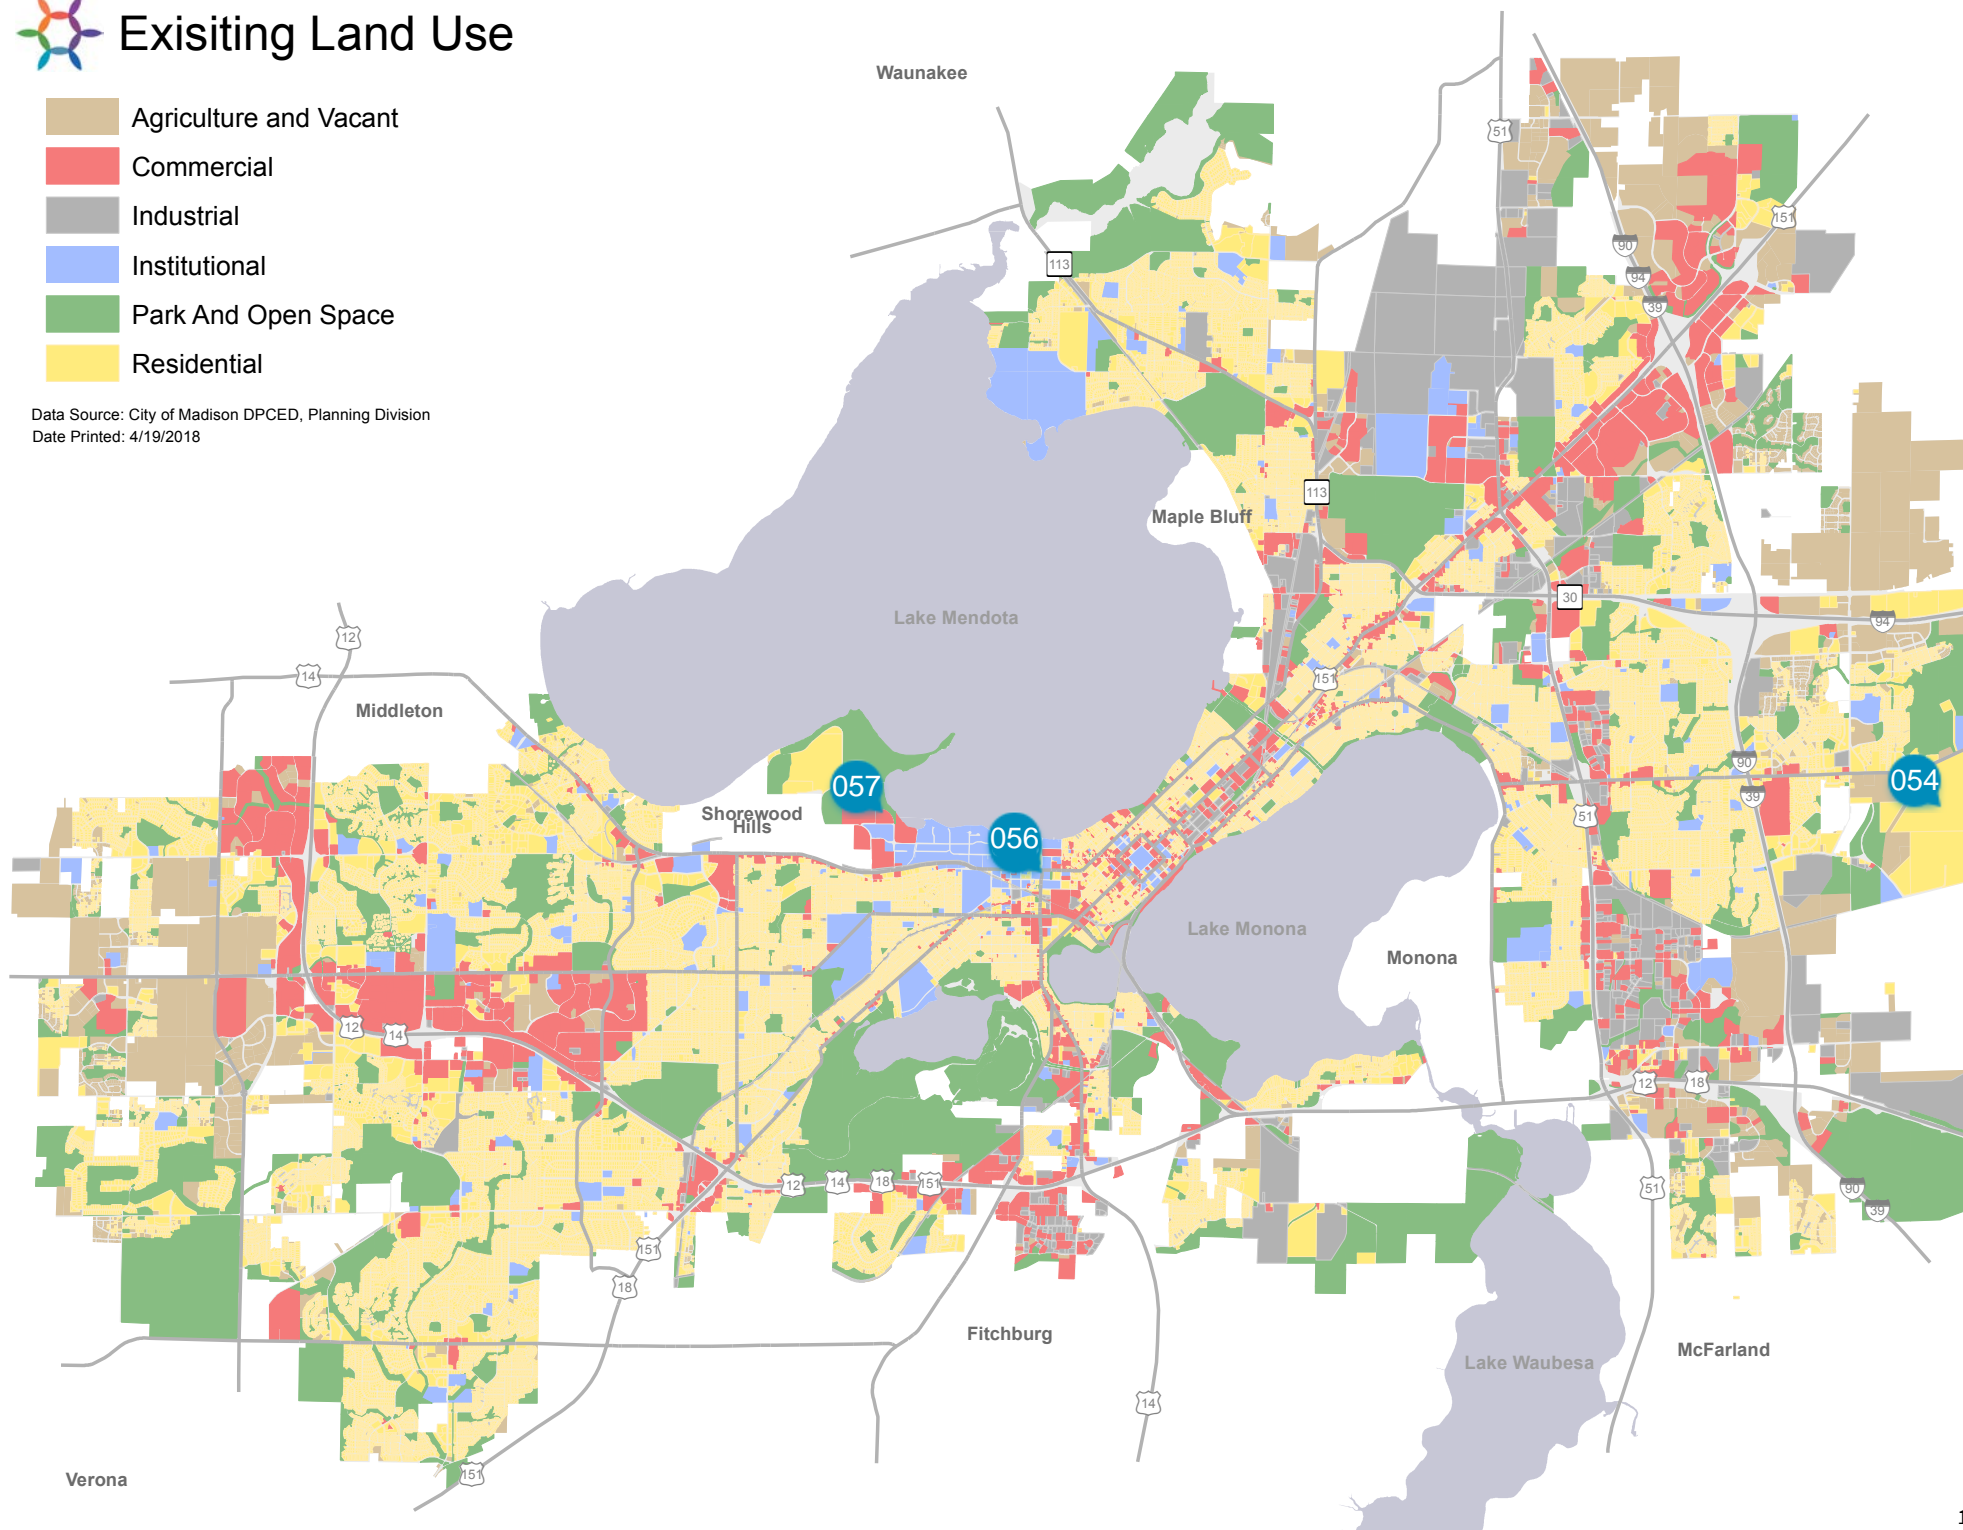 Exisiting Land Use
Agriculture and Vacant
Commercial
Industrial
Institutional
Park And Open Space
Residential
Data Source: City of Madison DPCED, Planning Division
Date Printed: 4/19/2018
Waunakee
51
151
90
113
94
39
113
Maple Bluff
30
Lake Mendota
94
12
14
151
Middleton
90
057
054
39
Shorewood
Hills
51
056
Lake Monona
Monona
12
14
12
18
12
14
18
151
51
90
39
151
18
Fitchburg
McFarland
Lake Waubesa
14
151
Verona
1